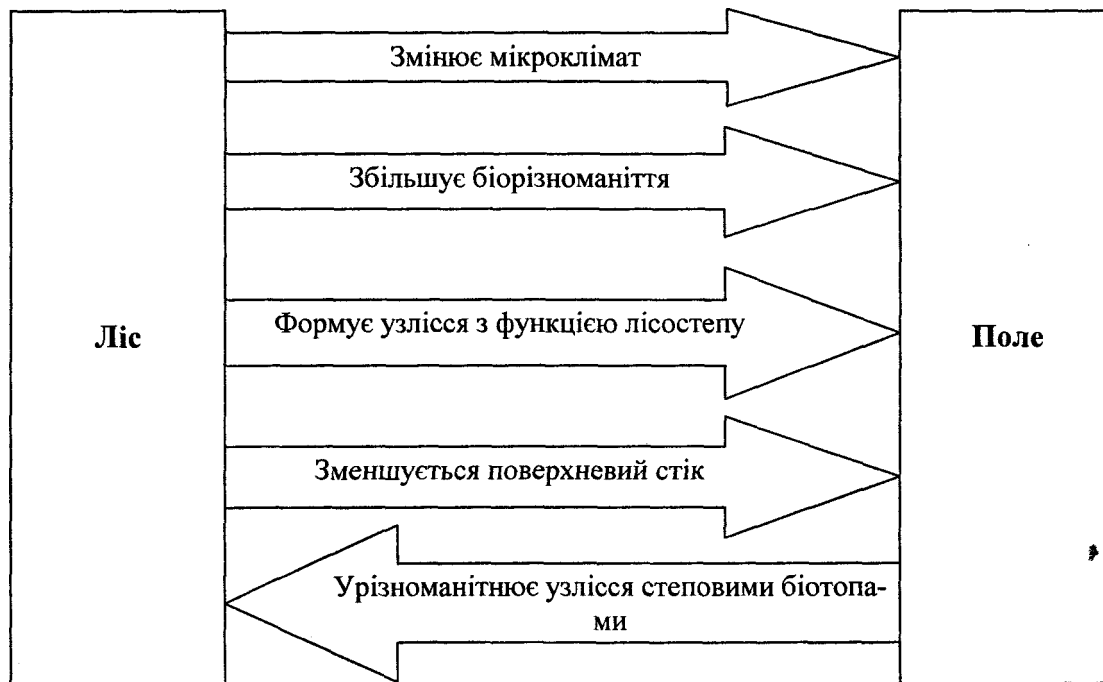 Змінює мікроклімат
Збільшує біорізноманіття
Формує узлісся з функцією лісостепу
Ліс
Поле
Зменшується поверхневий стік
Урізноманітнює узлісся степовими біотопа-
ми